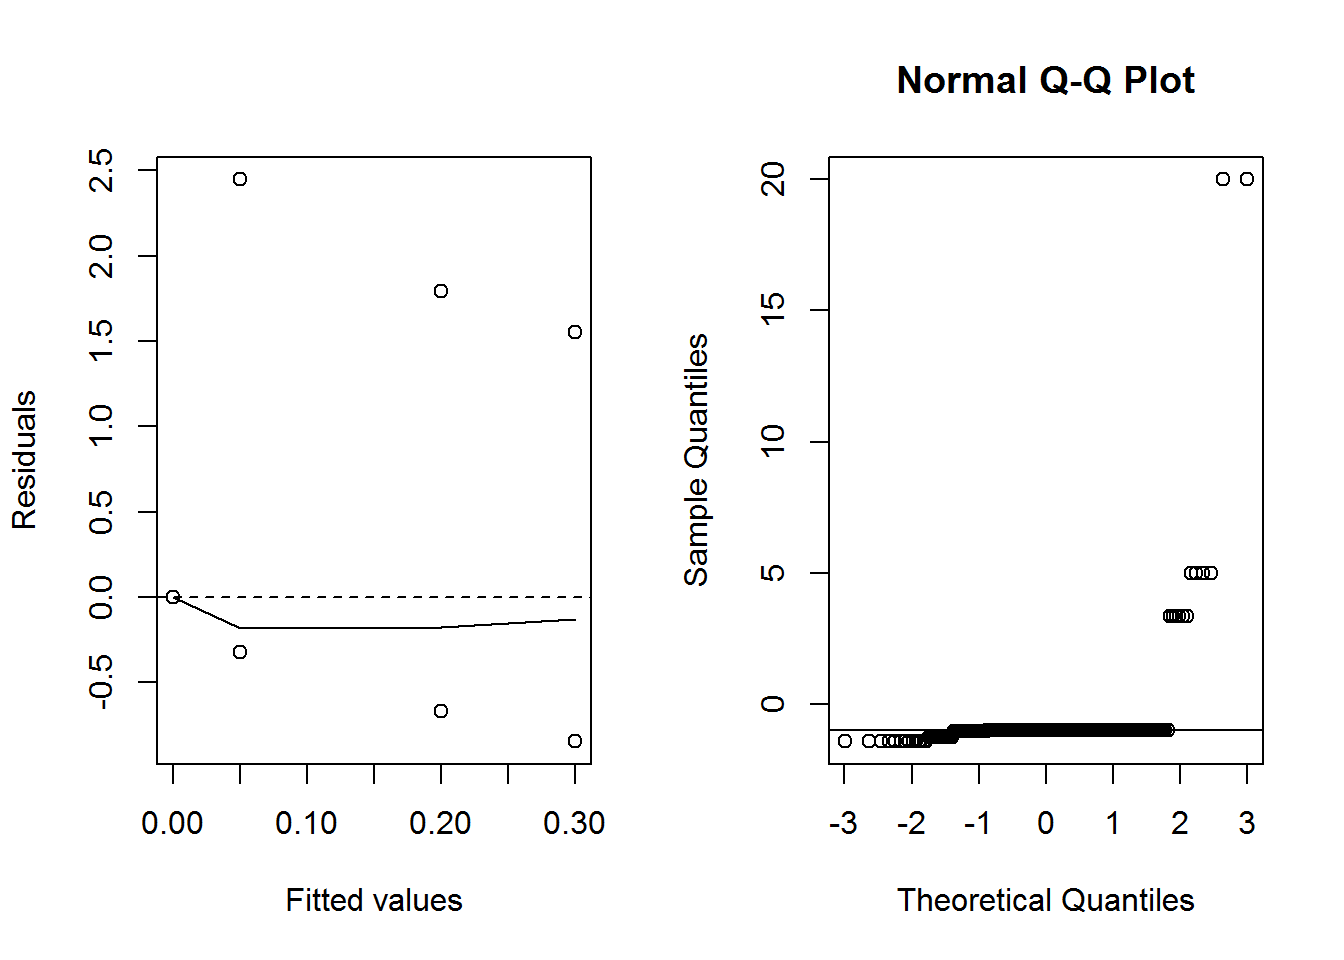 Residuals
2.5
2.0
1.5
1.0
0.5
0.0
-0.5
0.00 0.10 0.20 0.30
Fitted values
Normal Q-Q Plot
Sample Quantiles
20
15
10
5
0
-3 -2 -1 0 1 2 3
Theoretical Quantiles